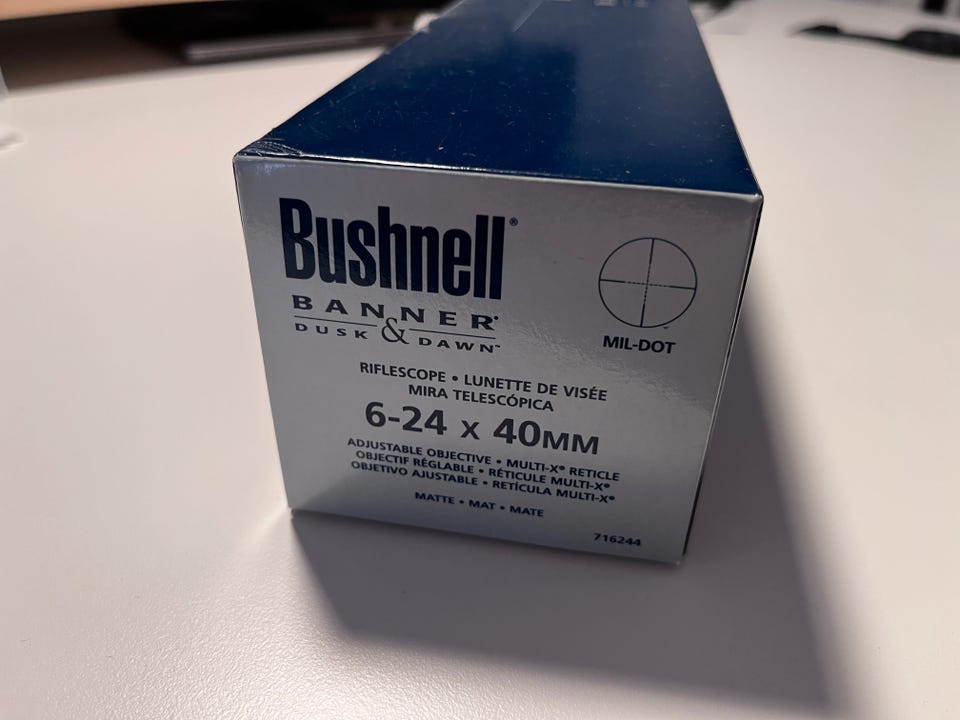 Bushnell®
BANNER®
DUSK & DAWN™
MIL-DOT
RIFLESCOPE • LUNETTE DE VISÉE
MIRA TELESCÓPICA
6-24 x 40MM
ADJUSTABLE OBJECTIVE • MULTI-X® RETICLE
OBJECTIF RÉGLABLE • RÉTICULE MULTI-X®
OBJETIVO AJUSTABLE • RETÍCULA MULTI-X®
MATTE • MAT • MATE
716244